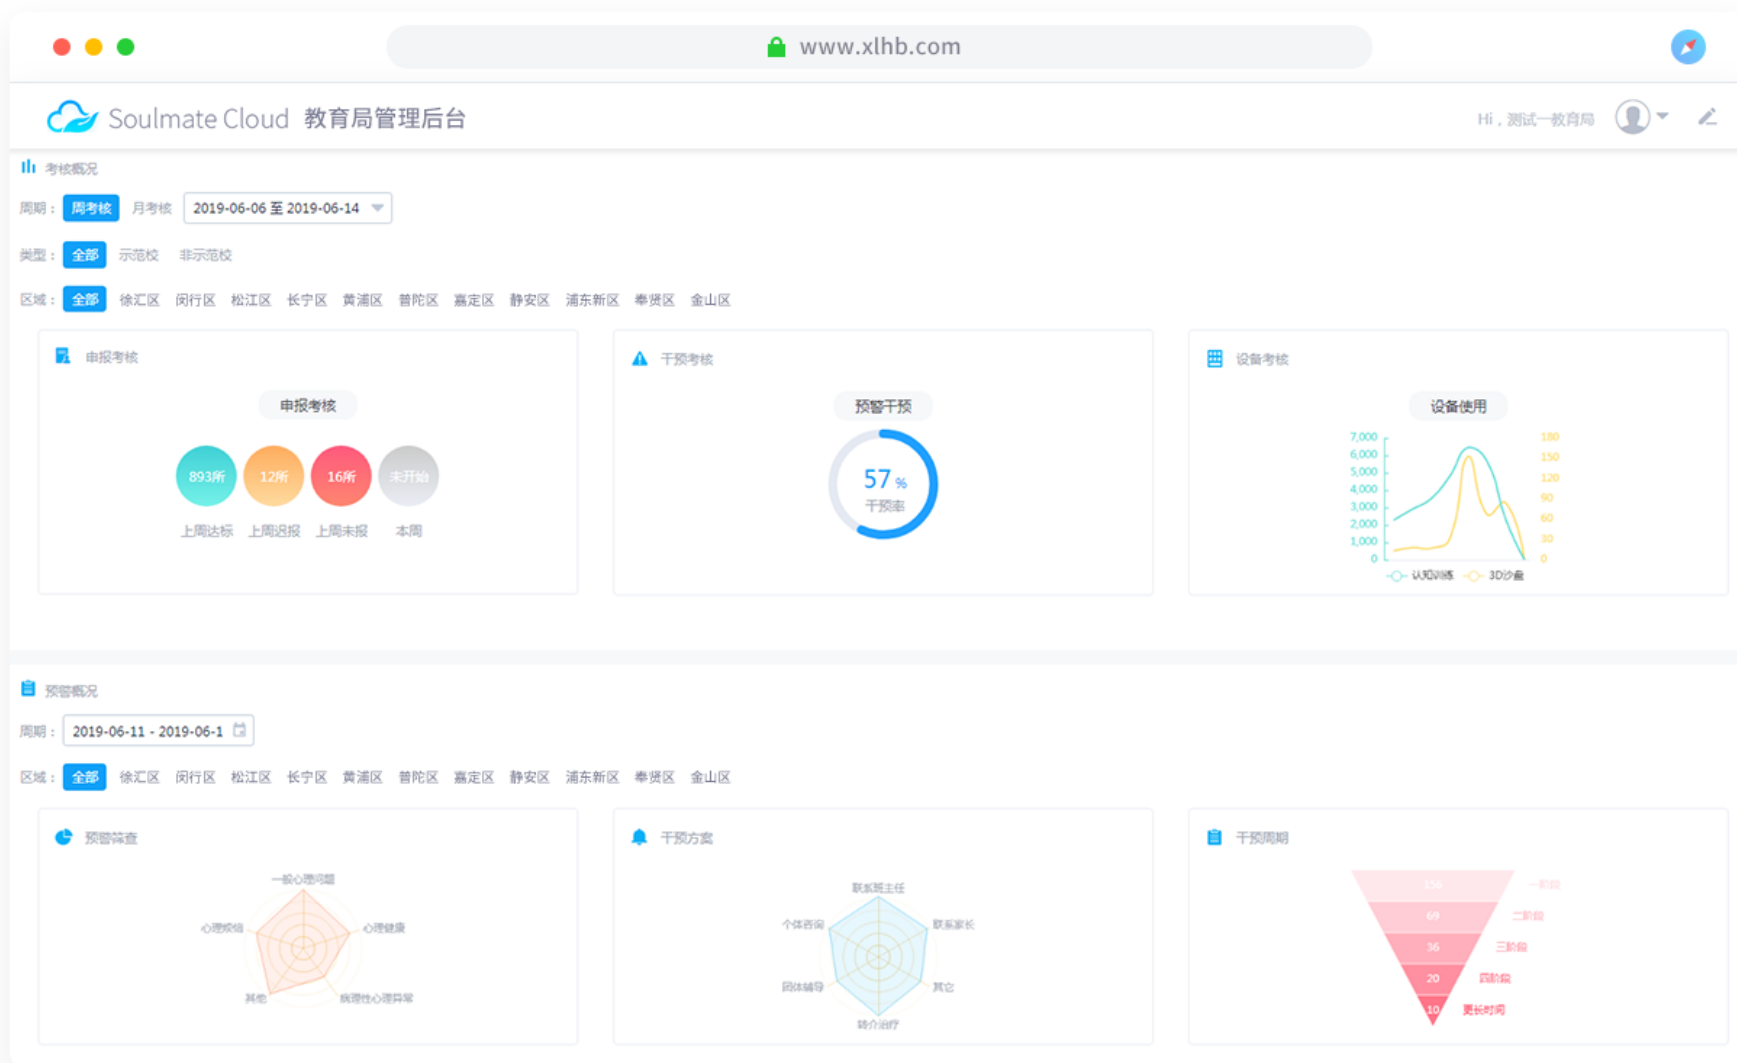 www.xlhb.com
Soulmate Cloud 教育局管理后台
Hi，测试一教育局
考核概况
周期： 周考核 月考核 2019-06-06 至 2019-06-14
类型： 全部 示范校 非示范校
区域： 全部 徐汇区 闵行区 松江区 长宁区 黄浦区 普陀区 嘉定区 静安区 浦东新区 奉贤区 金山区
申报考核
申报考核
893所 12所 16所 未开始
上周达标 上周迟报 上周未报 本周
干预考核
预警干预
57 %
干预率
设备考核
设备使用
7,000 180
6,000 150
5,000 120
4,000 90
3,000 60
2,000 30
1,000 0
0
认知训练 3D沙盘
预警概况
周期： 2019-06-11 - 2019-06-1
区域： 全部 徐汇区 闵行区 松江区 长宁区 黄浦区 普陀区 嘉定区 静安区 浦东新区 奉贤区 金山区
预警筛查
一般心理问题
心理烦恼 心理健康
其他 病理性心理异常
干预方案
联系班主任
个体咨询 联系家长
团体辅导 其它
转介治疗
干预周期
156 一阶段
69 二阶段
36 三阶段
20 四阶段
10 更长时间